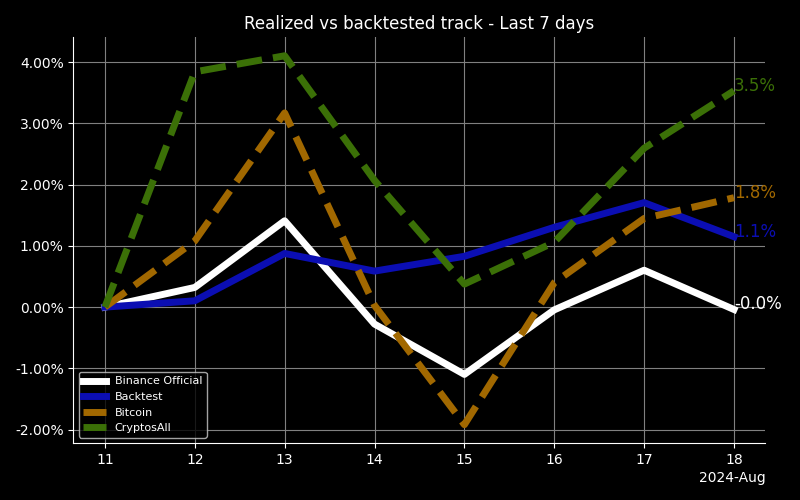 Realized vs backtested track - Last 7 days
4.00%
3.00%
2.00%
1.00%
0.00%
-1.00%
-2.00%
3.5%
1.8%
1.1%
-0.0%
Binance Official
Backtest
Bitcoin
CryptosAll
11 12 13 14 15 16 17 18
2024-Aug